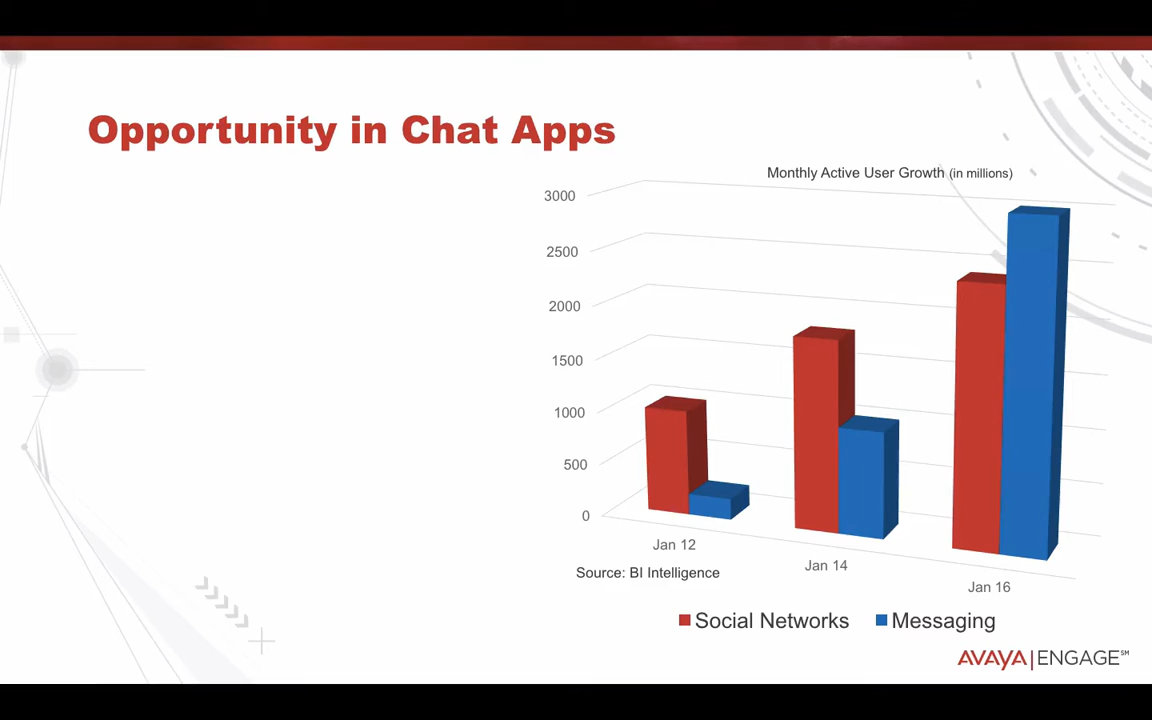 Opportunity in Chat Apps
Monthly Active User Growth (in millions)
3000
2500
2000
1500
1000
500
0
Jan 12
Jan 14
Jan 16
Source: BI Intelligence
Social Networks
Messaging
AVAYA | ENGAGE℠